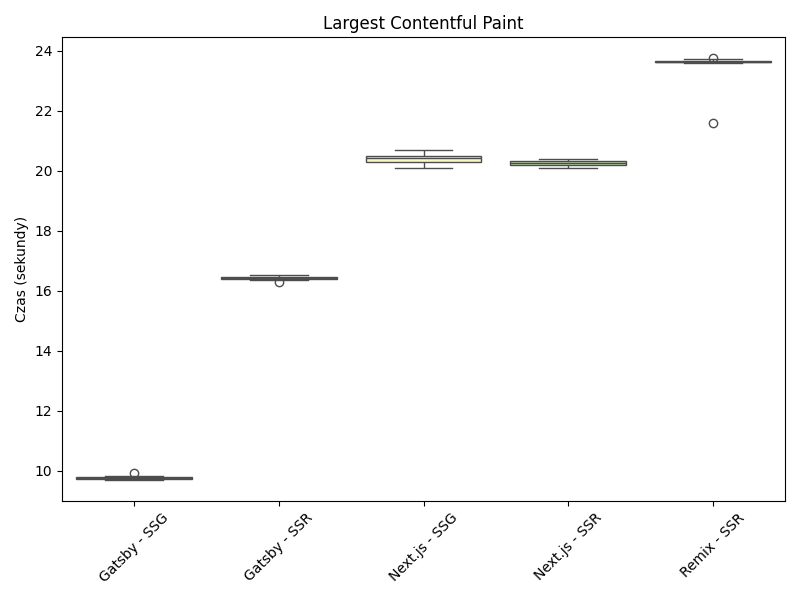 Largest Contentful Paint
Czas (sekundy)
24
22
20
18
16
14
12
10
Gatsby - SSG
Gatsby - SSR
Next.js - SSG
Next.js - SSR
Remix - SSR